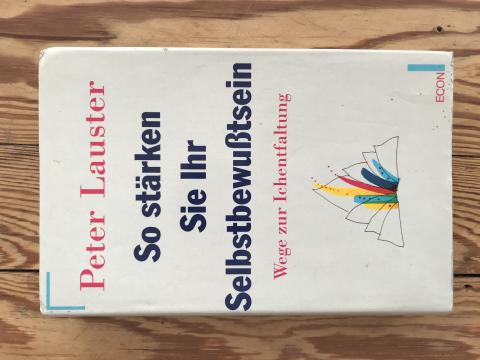 Peter Lauster
So stärken
Sie Ihr
Selbstbewußtsein
Wege zur Ichentfaltung
ECON